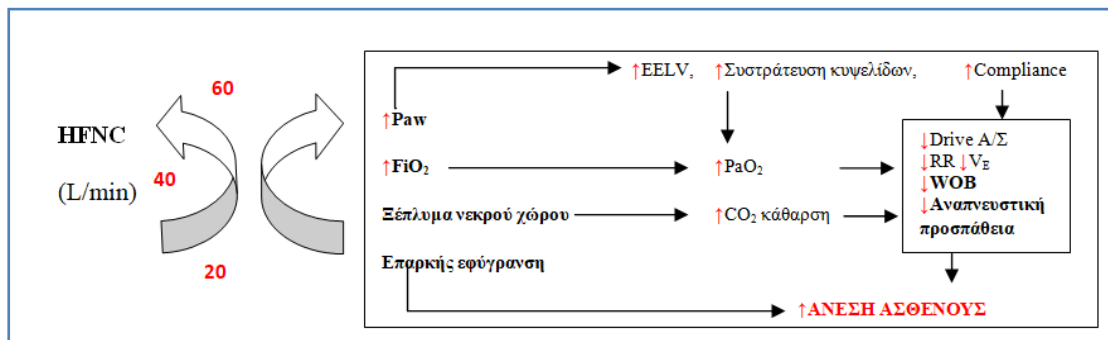 60
HFNC
40
(L/min)
20
↑EELV, ↑Συστράτευση κυψελίδων, ↑Compliance
↑Paw
↑FiO₂
↑PaO₂
Ξέπλυμα νεκρού χώρου
↑CO₂ κάθαρση
Επαρκής εφύγρανση
↓Drive Α/Σ
↓RR ↓V_E
↓WOB
↓Αναπνευστική
προσπάθεια
↑ΑΝΕΣΗ ΑΣΘΕΝΟΥΣ